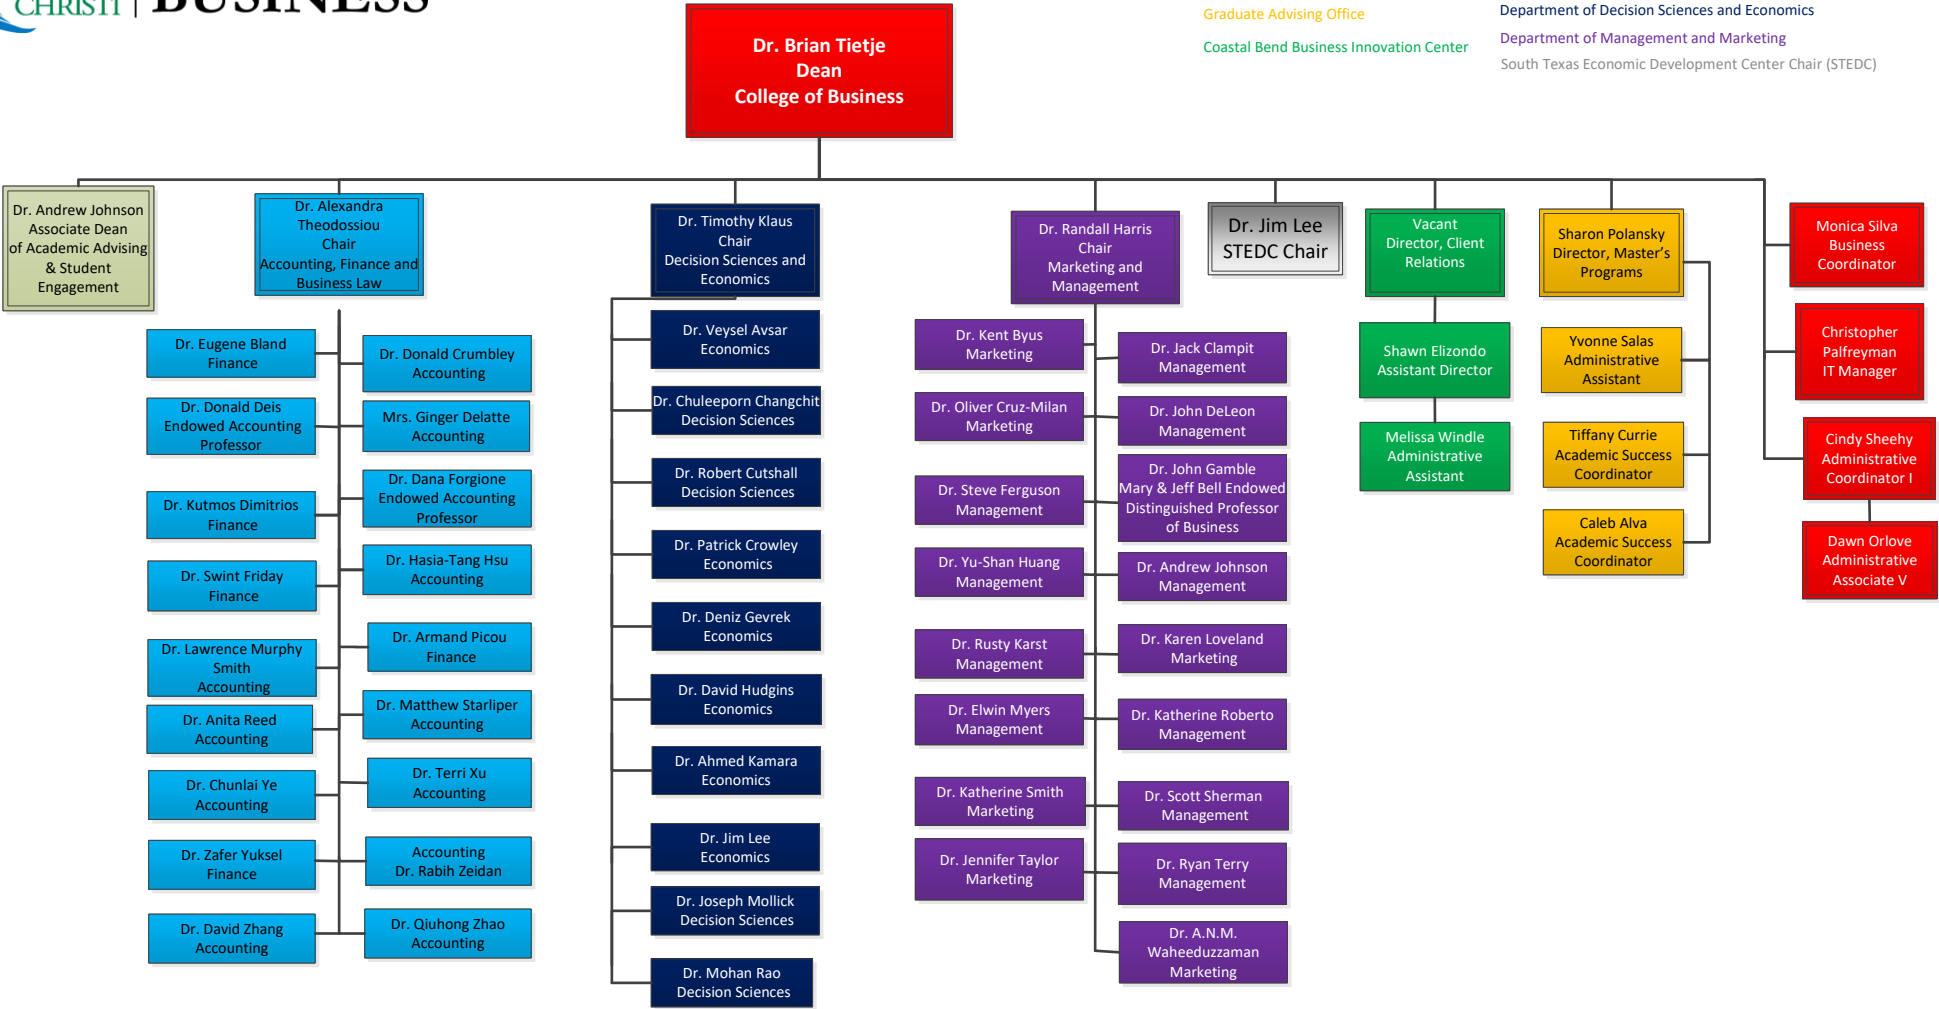 CHRISTI | BUSINESS
Graduate Advising Office
Coastal Bend Business Innovation Center
Department of Decision Sciences and Economics
Department of Management and Marketing
South Texas Economic Development Center Chair (STEDC)
Dr. Brian Tietje
Dean
College of Business
Dr. Andrew Johnson
Associate Dean
of Academic Advising
& Student
Engagement
Dr. Alexandra
Theodossiou
Chair
Accounting, Finance and
Business Law
Dr. Eugene Bland
Finance
Dr. Donald Crumbley
Accounting
Dr. Donald Deis
Endowed Accounting
Professor
Mrs. Ginger Delatte
Accounting
Dr. Kutmos Dimitrios
Finance
Dr. Dana Forgione
Endowed Accounting
Professor
Dr. Swint Friday
Finance
Dr. Hasia-Tang Hsu
Accounting
Dr. Lawrence Murphy
Smith
Accounting
Dr. Armand Picou
Finance
Dr. Anita Reed
Accounting
Dr. Matthew Starliper
Accounting
Dr. Chunlai Ye
Accounting
Dr. Terri Xu
Accounting
Dr. Zafer Yuksel
Finance
Accounting
Dr. Rabih Zeidan
Dr. David Zhang
Accounting
Dr. Qiuhong Zhao
Accounting
Dr. Timothy Klaus
Chair
Decision Sciences and
Economics
Dr. Veysel Avsar
Economics
Dr. Chuleeporn Changchit
Decision Sciences
Dr. Robert Cutshall
Decision Sciences
Dr. Patrick Crowley
Economics
Dr. Deniz Gevrek
Economics
Dr. David Hudgins
Economics
Dr. Ahmed Kamara
Economics
Dr. Jim Lee
Economics
Dr. Joseph Mollick
Decision Sciences
Dr. Mohan Rao
Decision Sciences
Dr. Randall Harris
Chair
Marketing and
Management
Dr. Kent Byus
Marketing
Dr. Jack Clampit
Management
Dr. Oliver Cruz-Milan
Marketing
Dr. John DeLeon
Management
Dr. Steve Ferguson
Management
Dr. John Gamble
Mary & Jeff Bell Endowed
Distinguished Professor
of Business
Dr. Yu-Shan Huang
Management
Dr. Andrew Johnson
Management
Dr. Rusty Karst
Management
Dr. Karen Loveland
Marketing
Dr. Elwin Myers
Management
Dr. Katherine Roberto
Management
Dr. Katherine Smith
Marketing
Dr. Scott Sherman
Management
Dr. Jennifer Taylor
Marketing
Dr. Ryan Terry
Management
Dr. A.N.M.
Waheeduzzaman
Marketing
Dr. Jim Lee
STEDC Chair
Vacant
Director, Client
Relations
Shawn Elizondo
Assistant Director
Melissa Windle
Administrative
Assistant
Sharon Polansky
Director, Master's
Programs
Yvonne Salas
Administrative
Assistant
Tiffany Currie
Academic Success
Coordinator
Caleb Alva
Academic Success
Coordinator
Monica Silva
Business
Coordinator
Christopher
Palfreyman
IT Manager
Cindy Sheehy
Administrative
Coordinator I
Dawn Orlove
Administrative
Associate V